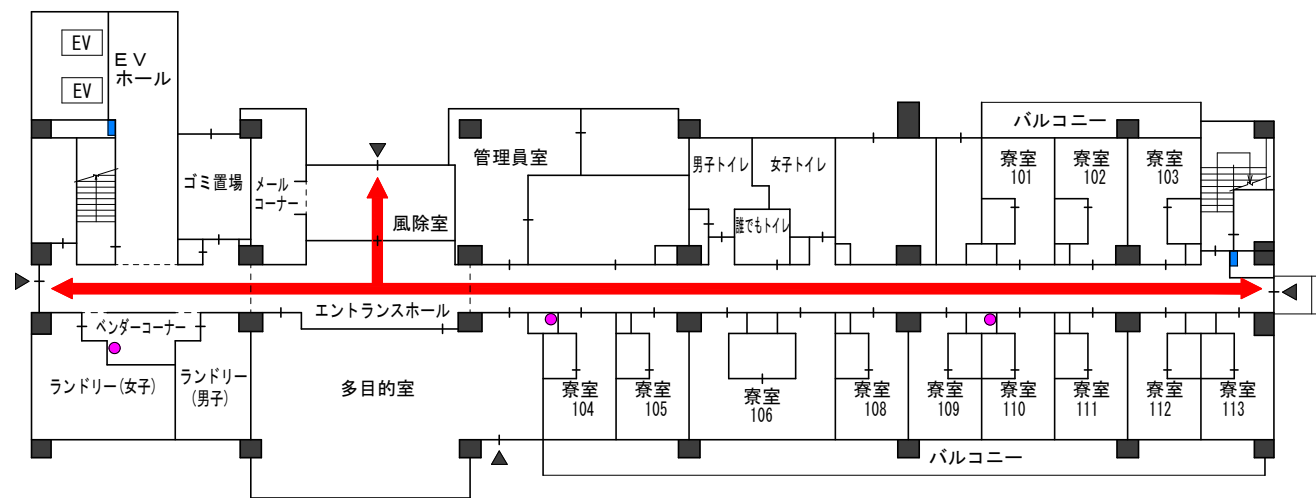 EV
EV
ＥＶ
ホール
ゴミ置場
メール
コーナー
風除室
管理員室
男子トイレ
女子トイレ
誰でもトイレ
バルコニー
寮室
101
寮室
102
寮室
103
エントランスホール
ベンダーコーナー
ランドリー(女子)
ランドリー
(男子)
多目的室
寮室
104
寮室
105
寮室
106
寮室
108
寮室
109
寮室
110
寮室
111
寮室
112
寮室
113
バルコニー